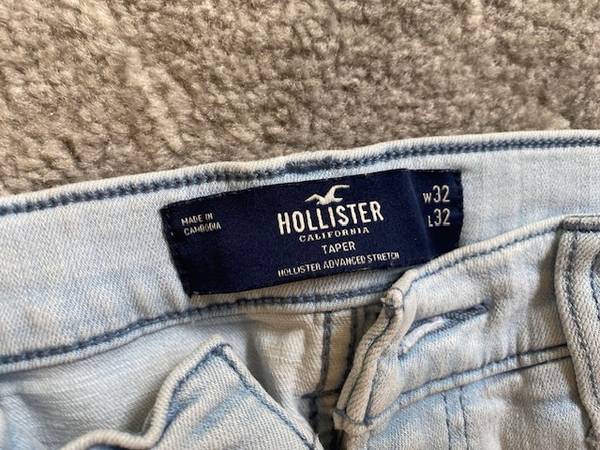 MADE IN
CAMBODIA
HOLLISTER
CALIFORNIA
TAPER
HOLLISTER ADVANCED STRETCH
W32
L32